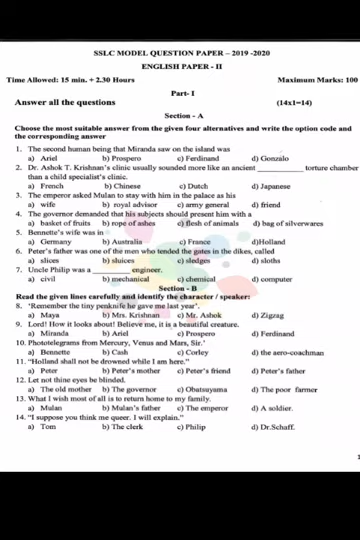 SSLC MODEL QUESTION PAPER – 2019 -2020
ENGLISH PAPER - II
Time Allowed: 15 min. + 2.30 Hours Maximum Marks: 100
Part- I
Answer all the questions (14x1=14)
Section - A
Choose the most suitable answer from the given four alternatives and write the option code and
the corresponding answer
1. The second human being that Miranda saw on the island was
a) Ariel b) Prospero c) Ferdinand d) Gonzalo
2. Dr. Ashok T. Krishnan's clinic usually sounded more like an ancient __________ torture chamber
than a child specialist's clinic.
a) French b) Chinese c) Dutch d) Japanese
3. The emperor asked Mulan to stay with him in the palace as his
a) wife b) royal advisor c) army general d) friend
4. The governor demanded that his subjects should present him with a
a) basket of fruits b) rope of ashes c) flesh of animals d) bag of silverwares
5. Bennette's wife was in
a) Germany b) Australia c) France d)Holland
6. Peter's father was one of the men who tended the gates in the dikes, called
a) slices b) sluices c) sledges d) sloths
7. Uncle Philip was a ________ engineer.
a) civil b) mechanical c) chemical d) computer
Section - B
Read the given lines carefully and identify the character / speaker:
8. 'Remember the tiny penknife he gave me last year'.
a) Maya b) Mrs. Krishnan c) Mr. Ashok d) Zigzag
9. Lord! How it looks about! Believe me, it is a beautiful creature.
a) Miranda b) Ariel c) Prospero d) Ferdinand
10. Phototelegrams from Mercury, Venus and Mars, Sir.'
a) Bennette b) Cash c) Corley d) the aero-coachman
11. "Holland shall not be drowned while I am here."
a) Peter b) Peter's mother c) Peter's friend d) Peter's father
12. Let not thine eyes be blinded.
a) The old mother b) The governor c) Obatsuyama d) The poor farmer
13. What I wish most of all is to return home to my family.
a) Mulan b) Mulan's father c) The emperor d) A soldier.
14. "I suppose you think me queer. I will explain."
a) Tom b) The clerk c) Philip d) Dr.Schaff.